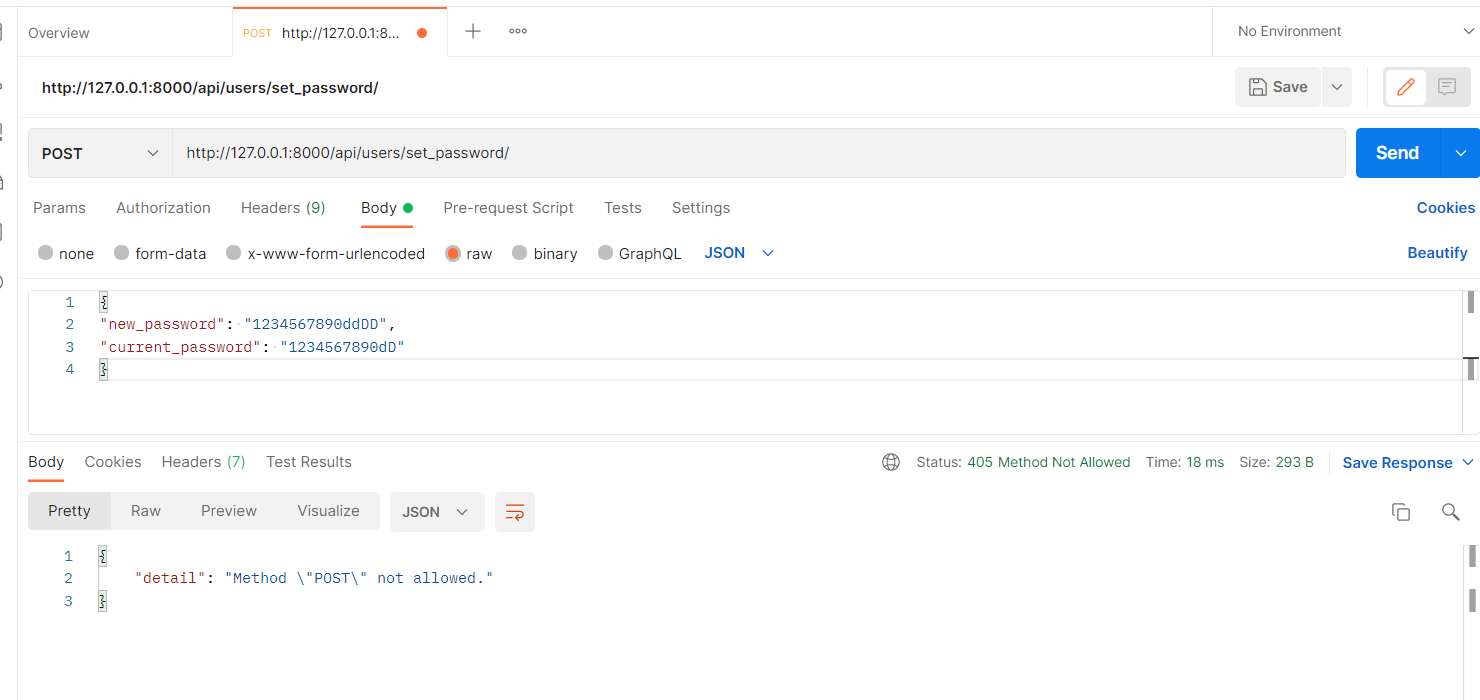 Overview
POST http://127.0.0.1:8...
No Environment
http://127.0.0.1:8000/api/users/set_password/
Save
POST http://127.0.0.1:8000/api/users/set_password/ Send
Params Authorization Headers (9) Body Pre-request Script Tests Settings Cookies
none form-data x-www-form-urlencoded raw binary GraphQL JSON Beautify
1 {
2 "new_password": "1234567890ddDD",
3 "current_password": "1234567890dD"
4 }
Body Cookies Headers (7) Test Results Status: 405 Method Not Allowed Time: 18 ms Size: 293 B Save Response
Pretty Raw Preview Visualize JSON
1 {
2 "detail": "Method \"POST\" not allowed."
3 }